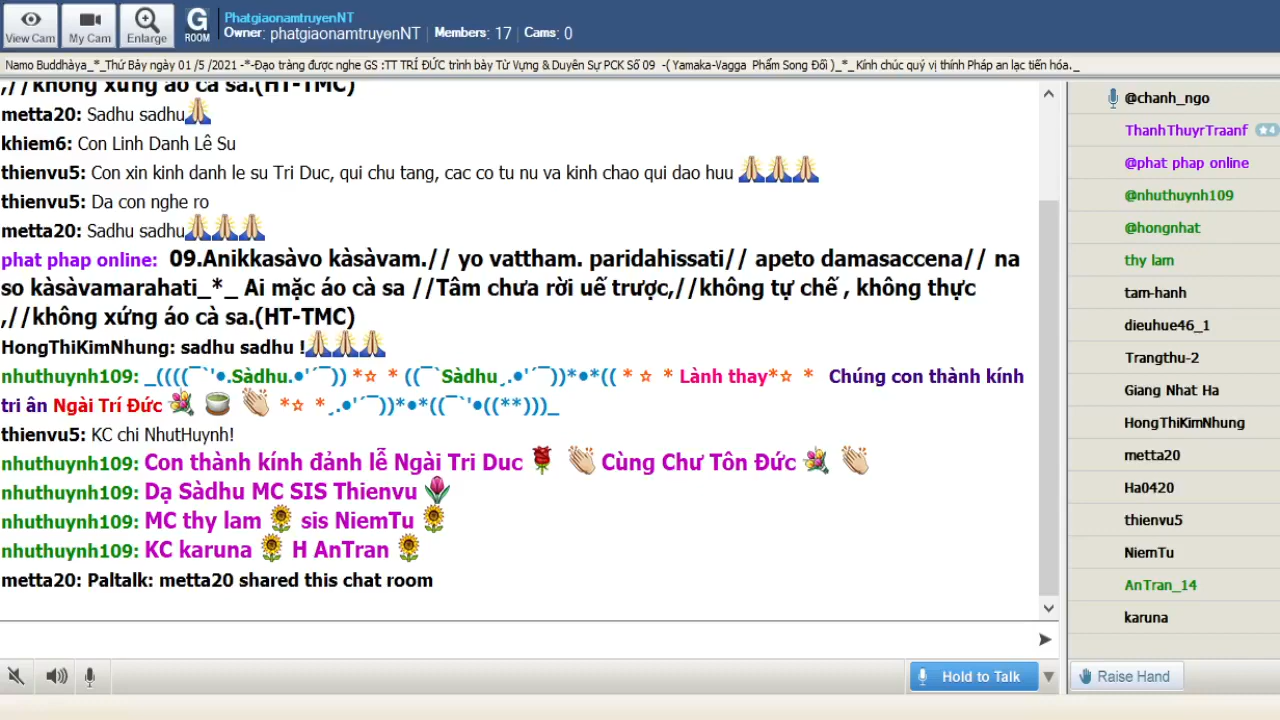 View Cam
My Cam
Enlarge
G
ROOM
PhatgiaonamtruyenNT
Owner: phatgiaonamtruyenNT | Members: 17 | Cams: 0
Namo Buddhàya_*_Thứ Bảy ngày 01 /5 /2021 -*-Đạo tràng được nghe GS :TT TRÍ ĐỨC trình bày Từ Vựng & Duyên Sự PCK Số 09 -( Yamaka-Vagga Phẩm Song Đối )_*_ Kính chúc quý vị thính Pháp an lạc tiến hóa._
,//không xứng áo cà sa.(HT-TMC)
metta20: Sadhu sadhu🙏
khiem6: Con Linh Danh Lê Su
thienvu5: Con xin kinh danh le su Tri Duc, qui chu tang, cac co tu nu va kinh chao qui dao huu 🙏🙏🙏
thienvu5: Da con nghe ro
metta20: Sadhu sadhu🙏🙏🙏
phat phap online: 09.Anikkasàvo kàsàvam.// yo vattham. paridahissati// apeto damasaccena// na
so kàsàvamarahati_*_ Ai mặc áo cà sa //Tâm chưa rời uế trược,//không tự chế , không thực
,//không xứng áo cà sa.(HT-TMC)
HongThiKimNhung: sadhu sadhu !🙏🙏🙏
nhuthuynh109: _((((¯`'•.Sàdhu.•'´¯)) *☆ * ((¯`Sàdhu¸.•'´¯))*•*(( * ☆ * Lành thay*☆ * Chúng con thành kính
tri ân Ngài Trí Đức 💐 🍵 👏 *☆ *¸.•'´¯))*•*((¯`'•((**)))_
thienvu5: KC chi NhutHuynh!
nhuthuynh109: Con thành kính đảnh lễ Ngài Tri Duc 🌹 👏 Cùng Chư Tôn Đức 💐 👏
nhuthuynh109: Dạ Sàdhu MC SIS Thienvu 🌷
nhuthuynh109: MC thy lam 🌻 sis NiemTu 🌻
nhuthuynh109: KC karuna 🌻 H AnTran 🌻
metta20: Paltalk: metta20 shared this chat room
Hold to Talk
@chanh_ngo
ThanhThuyrTraanf ★4
@phat phap online
@nhuthuynh109
@hongnhat
thy lam
tam-hanh
dieuhue46_1
Trangthu-2
Giang Nhat Ha
HongThiKimNhung
metta20
Ha0420
thienvu5
NiemTu
AnTran_14
karuna
Raise Hand